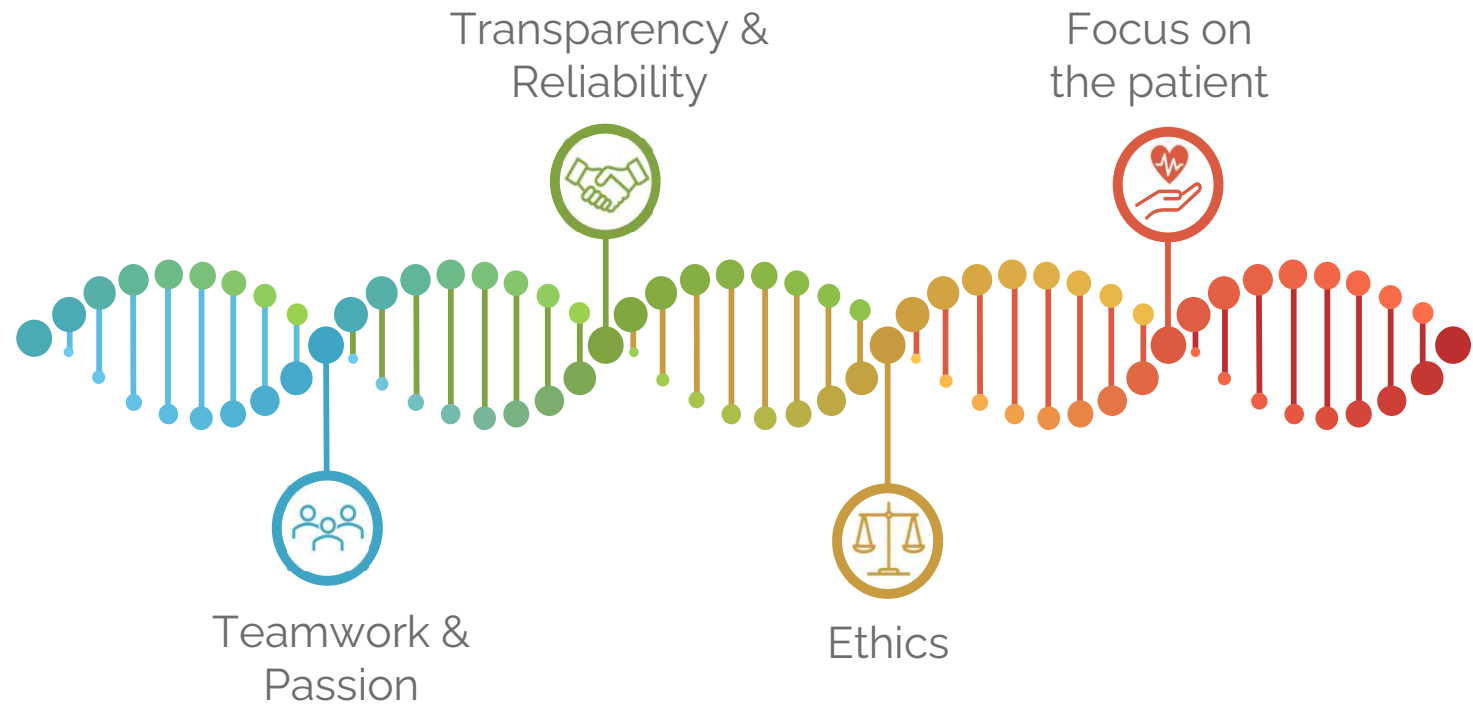 Transparency &
Reliability
Focus on
the patient
Teamwork &
Passion
Ethics